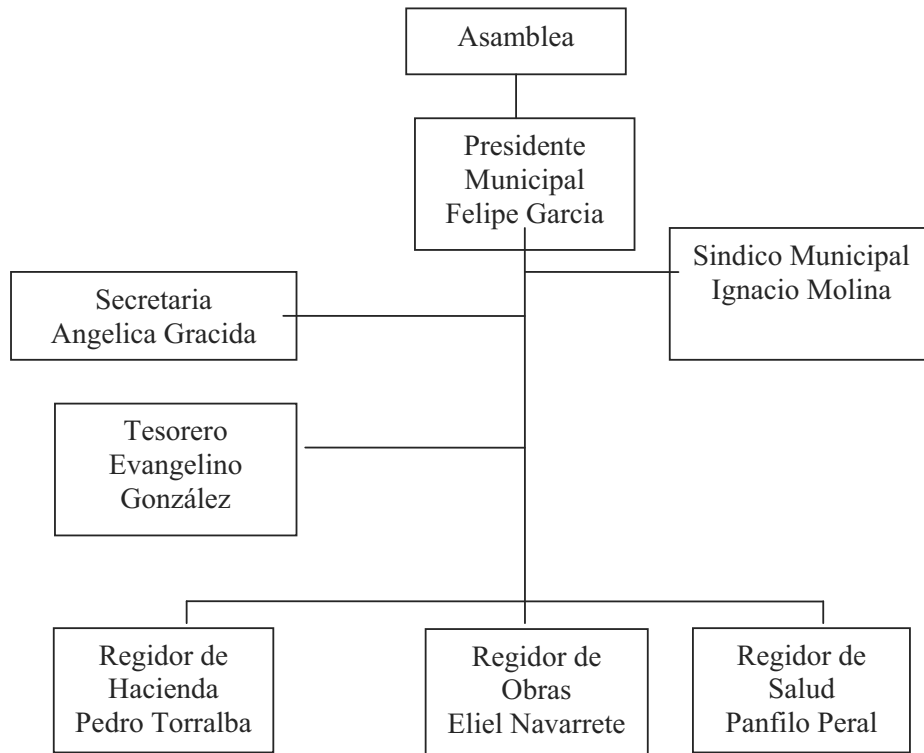 Asamblea
Presidente
Municipal
Felipe Garcia
Sindico Municipal
Ignacio Molina
Secretaria
Angelica Gracida
Tesorero
Evangelino
González
Regidor de
Hacienda
Pedro Torralba
Regidor de
Obras
Eliel Navarrete
Regidor de
Salud
Panfilo Peral